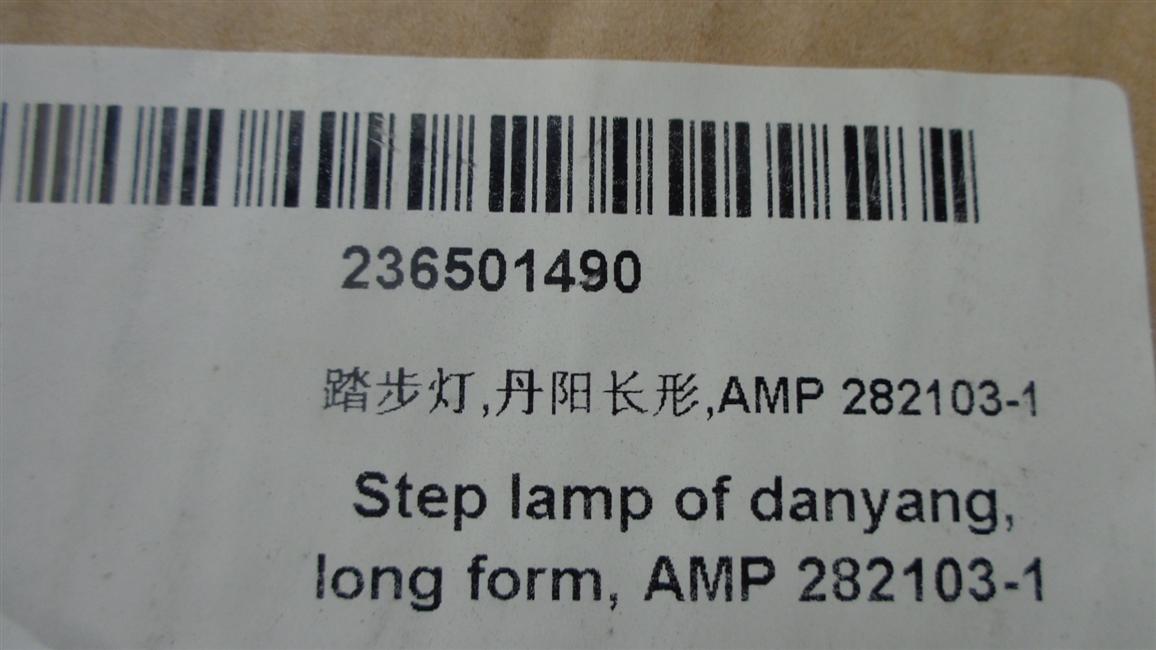 236501490
踏步灯,丹阳长形,AMP 282103-1
Step lamp of danyang,
long form, AMP 282103-1